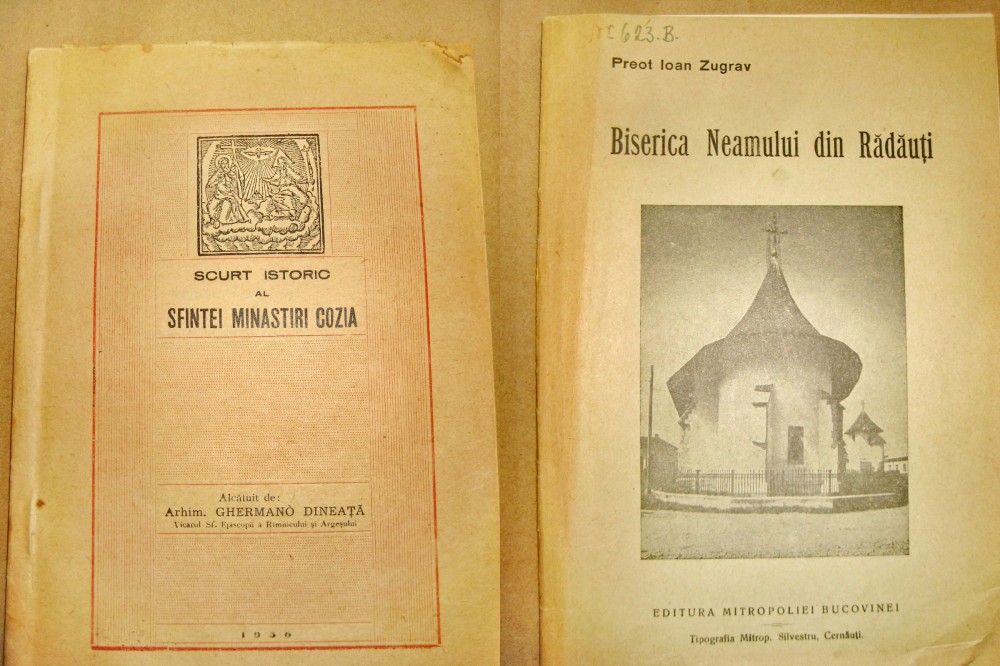 SCURT ISTORIC
AL
SFINTEI MINASTIRI COZIA
Alcătuit de:
Arhim. GHERMANÒ DINEAȚĂ
Vicarul Sf. Episcopii a Rîmnicului și Argeșului
1936
623.B.
Preot Ioan Zugrav
Biserica Neamului din Rădăuți
EDITURA MITROPOLIEI BUCOVINEI
Tipografia Mitrop. Silvestru, Cernăuți.